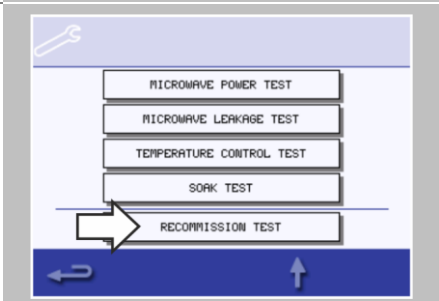 MICROWAVE POWER TEST
MICROWAVE LEAKAGE TEST
TEMPERATURE CONTROL TEST
SOAK TEST
RECOMMISSION TEST